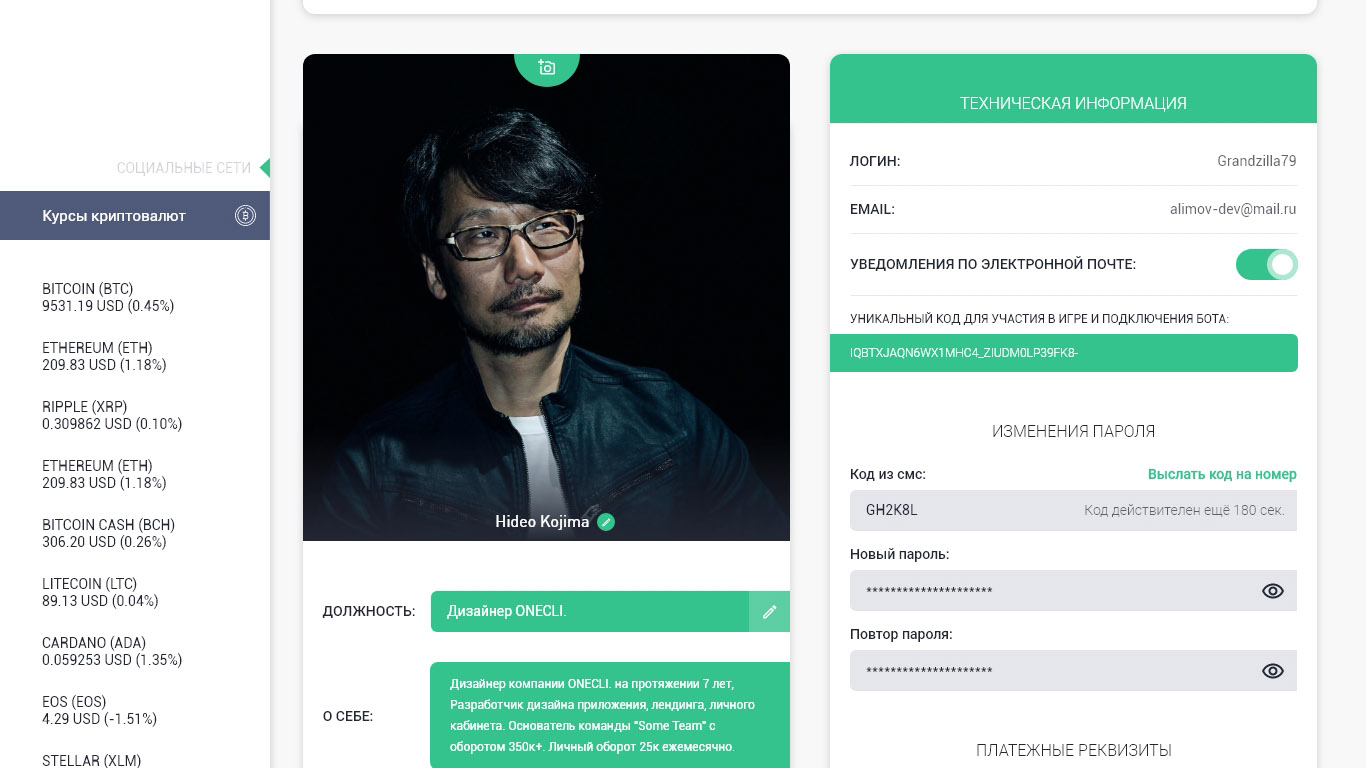 СОЦИАЛЬНЫЕ СЕТИ
Курсы криптовалют
BITCOIN (BTC)
9531.19 USD (0.45%)
ETHEREUM (ETH)
209.83 USD (1.18%)
RIPPLE (XRP)
0.309862 USD (0.10%)
ETHEREUM (ETH)
209.83 USD (1.18%)
BITCOIN CASH (BCH)
306.20 USD (0.26%)
LITECOIN (LTC)
89.13 USD (0.04%)
CARDANO (ADA)
0.059253 USD (1.35%)
EOS (EOS)
4.29 USD (-1.51%)
STELLAR (XLM)
Hideo Kojima
ДОЛЖНОСТЬ:
Дизайнер ONECLI.
О СЕБЕ:
Дизайнер компании ONECLI. на протяжении 7 лет,
Разработчик дизайна приложения, лендинга, личного
кабинета. Основатель команды "Some Team" с
оборотом 350к+. Личный оборот 25к ежемесячно.
ТЕХНИЧЕСКАЯ ИНФОРМАЦИЯ
ЛОГИН: Grandzilla79
EMAIL: alimov-dev@mail.ru
УВЕДОМЛЕНИЯ ПО ЭЛЕКТРОННОЙ ПОЧТЕ:
УНИКАЛЬНЫЙ КОД ДЛЯ УЧАСТИЯ В ИГРЕ И ПОДКЛЮЧЕНИЯ БОТА:
IQBTXJAQN6WX1MHC4_ZIUDM0LP39FK8-
ИЗМЕНЕНИЯ ПАРОЛЯ
Код из смс: Выслать код на номер
GH2K8L Код действителен ещё 180 сек.
Новый пароль:
*********************
Повтор пароля:
*********************
ПЛАТЕЖНЫЕ РЕКВИЗИТЫ